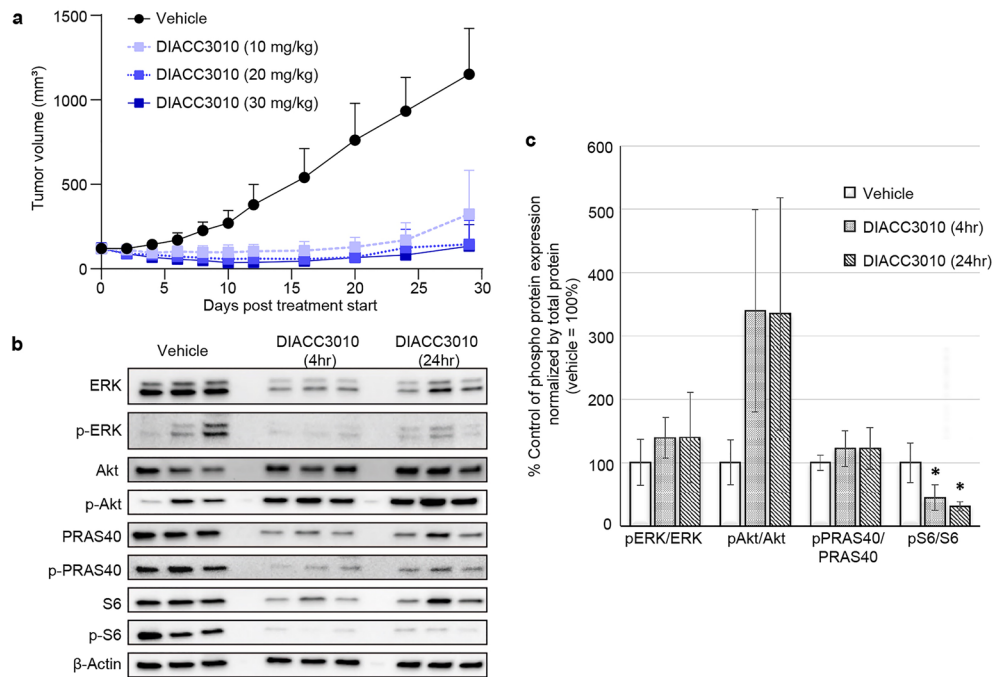 a
1500
1000
500
0
Tumor volume (mm³)
Vehicle
DIACC3010 (10 mg/kg)
DIACC3010 (20 mg/kg)
DIACC3010 (30 mg/kg)
0 5 10 15 20 25 30
Days post treatment start
b
Vehicle
DIACC3010
(4hr)
DIACC3010
(24hr)
ERK
p-ERK
Akt
p-Akt
PRAS40
p-PRAS40
S6
p-S6
β-Actin
c
% Control of phospho protein expression
normalized by total protein
(vehicle = 100%)
600
500
400
300
200
100
0
Vehicle
DIACC3010 (4hr)
DIACC3010 (24hr)
* *
pERK/ERK
pAkt/Akt
pPRAS40/
PRAS40
pS6/S6